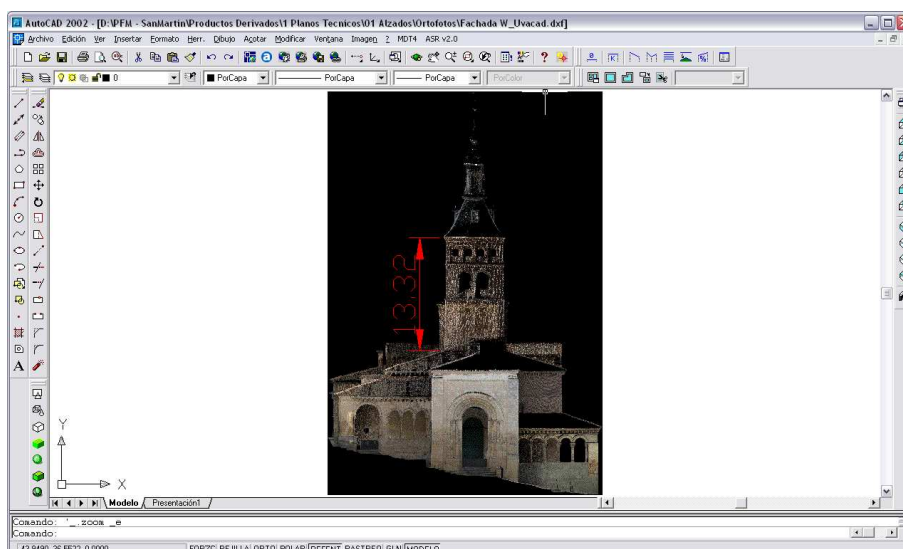 AutoCAD 2002 - [D:\PFM - SanMartin\Productos Derivados\1 Planos Tecnicos\01 Alzados\Ortofotos\Fachada W_Uvacad.dxf]
Archivo Edición Ver Insertar Formato Herr. Dibujo Acotar Modificar Ventana Imagen ? MDT4 ASR v2.0
0 PorCapa PorCapa PorCapa PorColor
13.32
Y
X
Modelo Presentación1
Comando: '_.zoom _e
Comando:
FORZC REJILLA ORTO POLAR REFENT RASTREO GLN MODELO